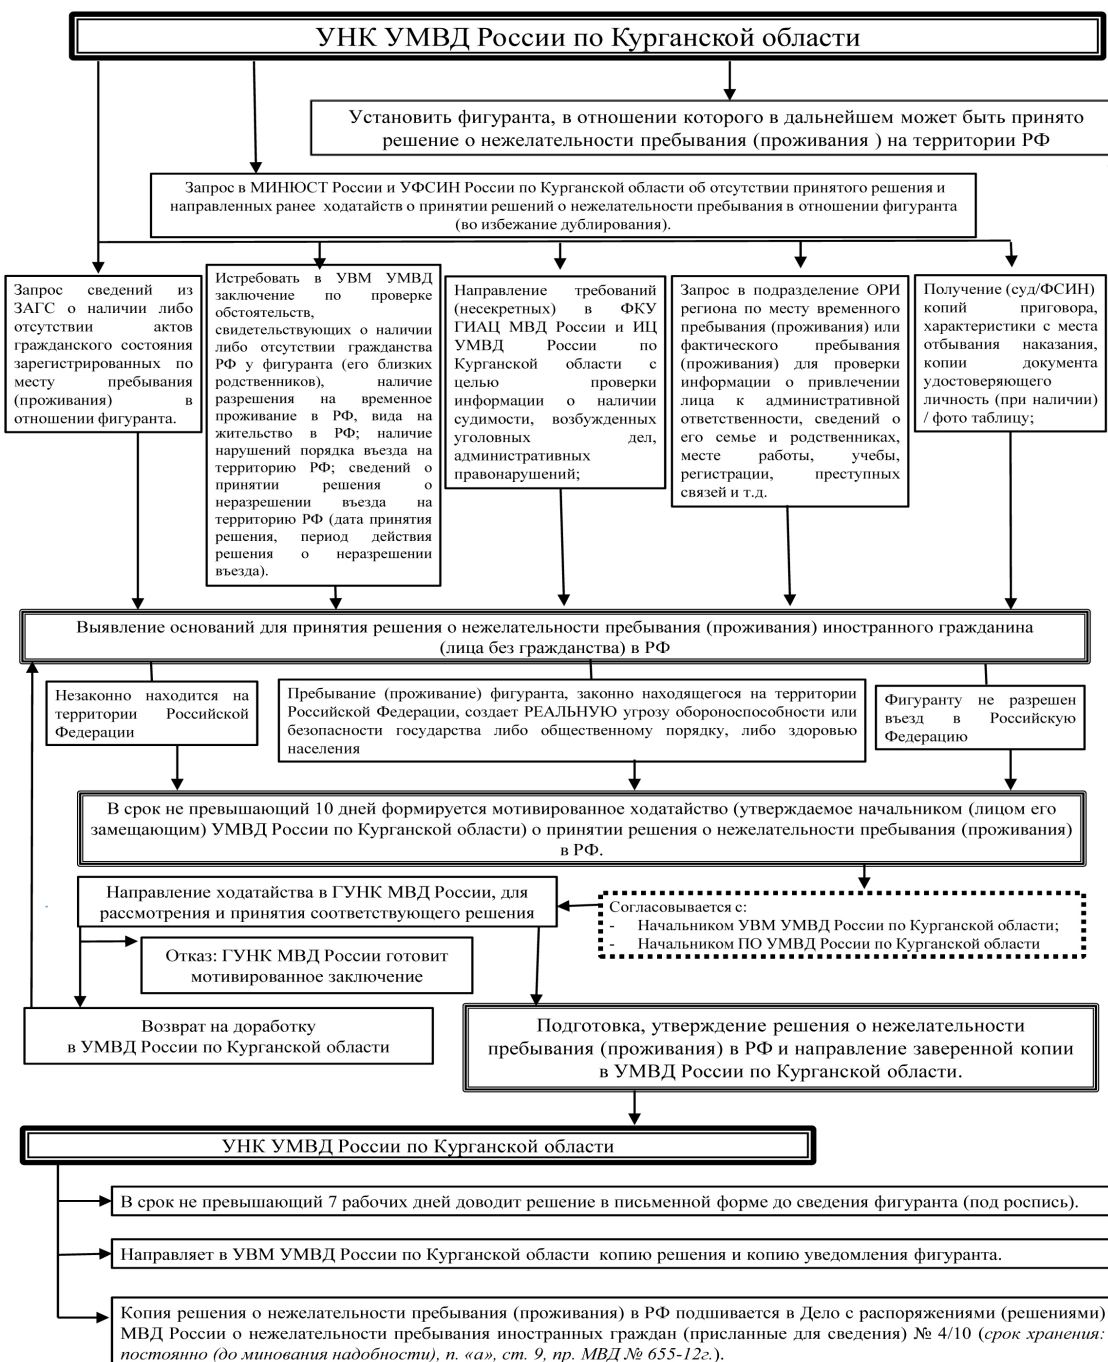 УНК УМВД России по Курганской области
Установить фигуранта, в отношении которого в дальнейшем может быть принято
решение о нежелательности пребывания (проживания ) на территории РФ
Запрос в МИНЮСТ России и УФСИН России по Курганской области об отсутствии принятого решения и
направленных ранее ходатайств о принятии решений о нежелательности пребывания в отношении фигуранта
(во избежание дублирования).
Запрос сведений из
ЗАГС о наличии либо
отсутствии актов
гражданского состояния
зарегистрированных по
месту пребывания
(проживания) в
отношении фигуранта.
Истребовать в УВМ УМВД
заключение по проверке
обстоятельств,
свидетельствующих о наличии
либо отсутствии гражданства
РФ у фигуранта (его близких
родственников), наличие
разрешения на временное
проживание в РФ, вида на
жительство в РФ; наличие
нарушений порядка въезда на
территорию РФ; сведений о
принятии решения о
неразрешении въезда на
территорию РФ (дата принятия
решения, период действия
решения о неразрешении
въезда).
Направление требований
(несекретных) в ФКУ
ГИАЦ МВД России и ИЦ
УМВД России по
Курганской области с
целью проверки
информации о наличии
судимости, возбужденных
уголовных дел,
административных
правонарушений;
Запрос в подразделение ОРИ
региона по месту временного
пребывания (проживания) или
фактического пребывания
(проживания) для проверки
информации о привлечении
лица к административной
ответственности, сведений о
его семье и родственниках,
месте работы, учебы,
регистрации, преступных
связей и т.д.
Получение (суд/ФСИН)
копий приговора,
характеристики с места
отбывания наказания,
копии документа
удостоверяющего
личность (при наличии)
/ фото таблицу;
Выявление оснований для принятия решения о нежелательности пребывания (проживания) иностранного гражданина
(лица без гражданства) в РФ
Незаконно находится на
территории Российской
Федерации
Пребывание (проживание) фигуранта, законно находящегося на территории
Российской Федерации, создает РЕАЛЬНУЮ угрозу обороноспособности или
безопасности государства либо общественному порядку, либо здоровью
населения
Фигуранту не разрешен
въезд в Российскую
Федерацию
В срок не превышающий 10 дней формируется мотивированное ходатайство (утверждаемое начальником (лицом его
замещающим) УМВД России по Курганской области) о принятии решения о нежелательности пребывания (проживания)
в РФ.
Направление ходатайства в ГУНК МВД России, для
рассмотрения и принятия соответствующего решения
Согласовывается с:
- Начальником УВМ УМВД России по Курганской области;
- Начальником ПО УМВД России по Курганской области
Отказ: ГУНК МВД России готовит
мотивированное заключение
Возврат на доработку
в УМВД России по Курганской области
Подготовка, утверждение решения о нежелательности
пребывания (проживания) в РФ и направление заверенной копии
в УМВД России по Курганской области.
УНК УМВД России по Курганской области
В срок не превышающий 7 рабочих дней доводит решение в письменной форме до сведения фигуранта (под роспись).
Направляет в УВМ УМВД России по Курганской области копию решения и копию уведомления фигуранта.
Копия решения о нежелательности пребывания (проживания) в РФ подшивается в Дело с распоряжениями (решениями)
МВД России о нежелательности пребывания иностранных граждан (присланные для сведения) № 4/10 (срок хранения:
постоянно (до минования надобности), п. «а», ст. 9, пр. МВД № 655-12г.).